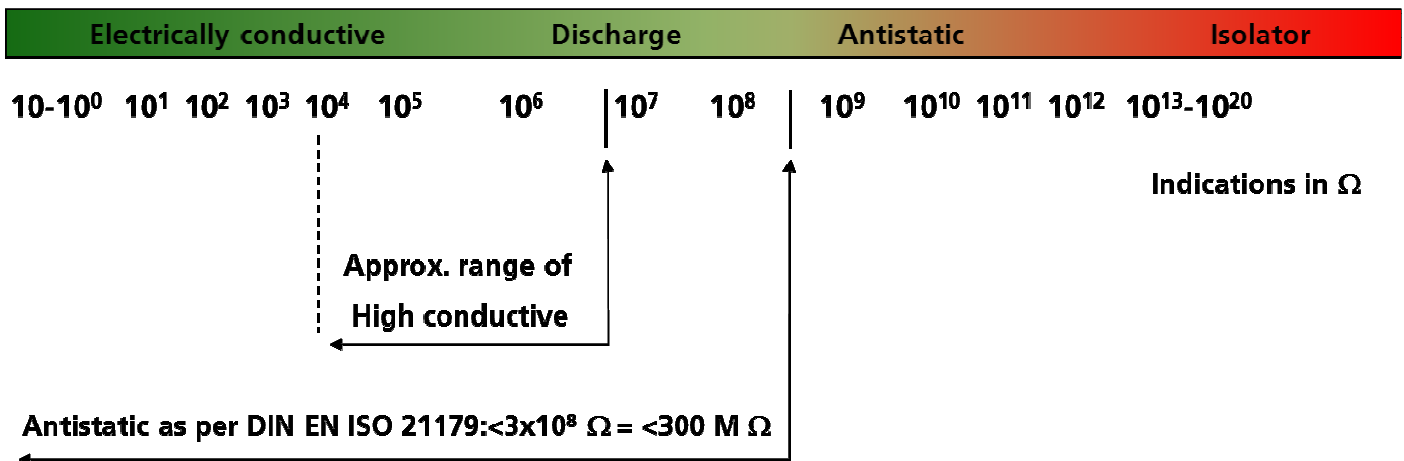 Electrically conductive Discharge Antistatic Isolator
10-10⁰ 10¹ 10² 10³ 10⁴ 10⁵ 10⁶ 10⁷ 10⁸ 10⁹ 10¹⁰ 10¹¹ 10¹² 10¹³-10²⁰
Indications in Ω
Approx. range of
High conductive
Antistatic as per DIN EN ISO 21179:<3x10⁸ Ω = <300 M Ω